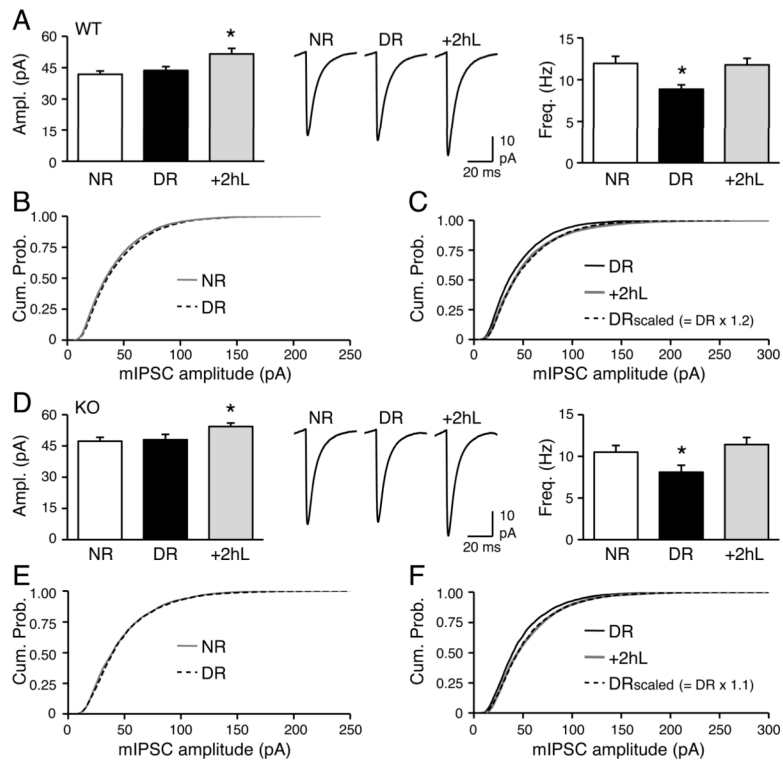 A WT
Ampl. (pA)
60
45
30
15
0
NR DR +2hL
*
NR DR +2hL
10
pA
20 ms
Freq. (Hz)
15
10
5
0
NR DR +2hL
*
B
Cum. Prob.
1.00
0.75
0.50
0.25
0 50 100 150 200 250
mIPSC amplitude (pA)
NR
DR
C
Cum. Prob.
1.00
0.75
0.50
0.25
0 50 100 150 200 250 300
mIPSC amplitude (pA)
DR
+2hL
DRscaled (= DR x 1.2)
D KO
Ampl. (pA)
60
45
30
15
0
NR DR +2hL
*
NR DR +2hL
10
pA
20 ms
Freq. (Hz)
15
10
5
0
NR DR +2hL
*
E
Cum. Prob.
1.00
0.75
0.50
0.25
0 50 100 150 200 250
mIPSC amplitude (pA)
NR
DR
F
Cum. Prob.
1.00
0.75
0.50
0.25
0 50 100 150 200 250 300
mIPSC amplitude (pA)
DR
+2hL
DRscaled (= DR x 1.1)